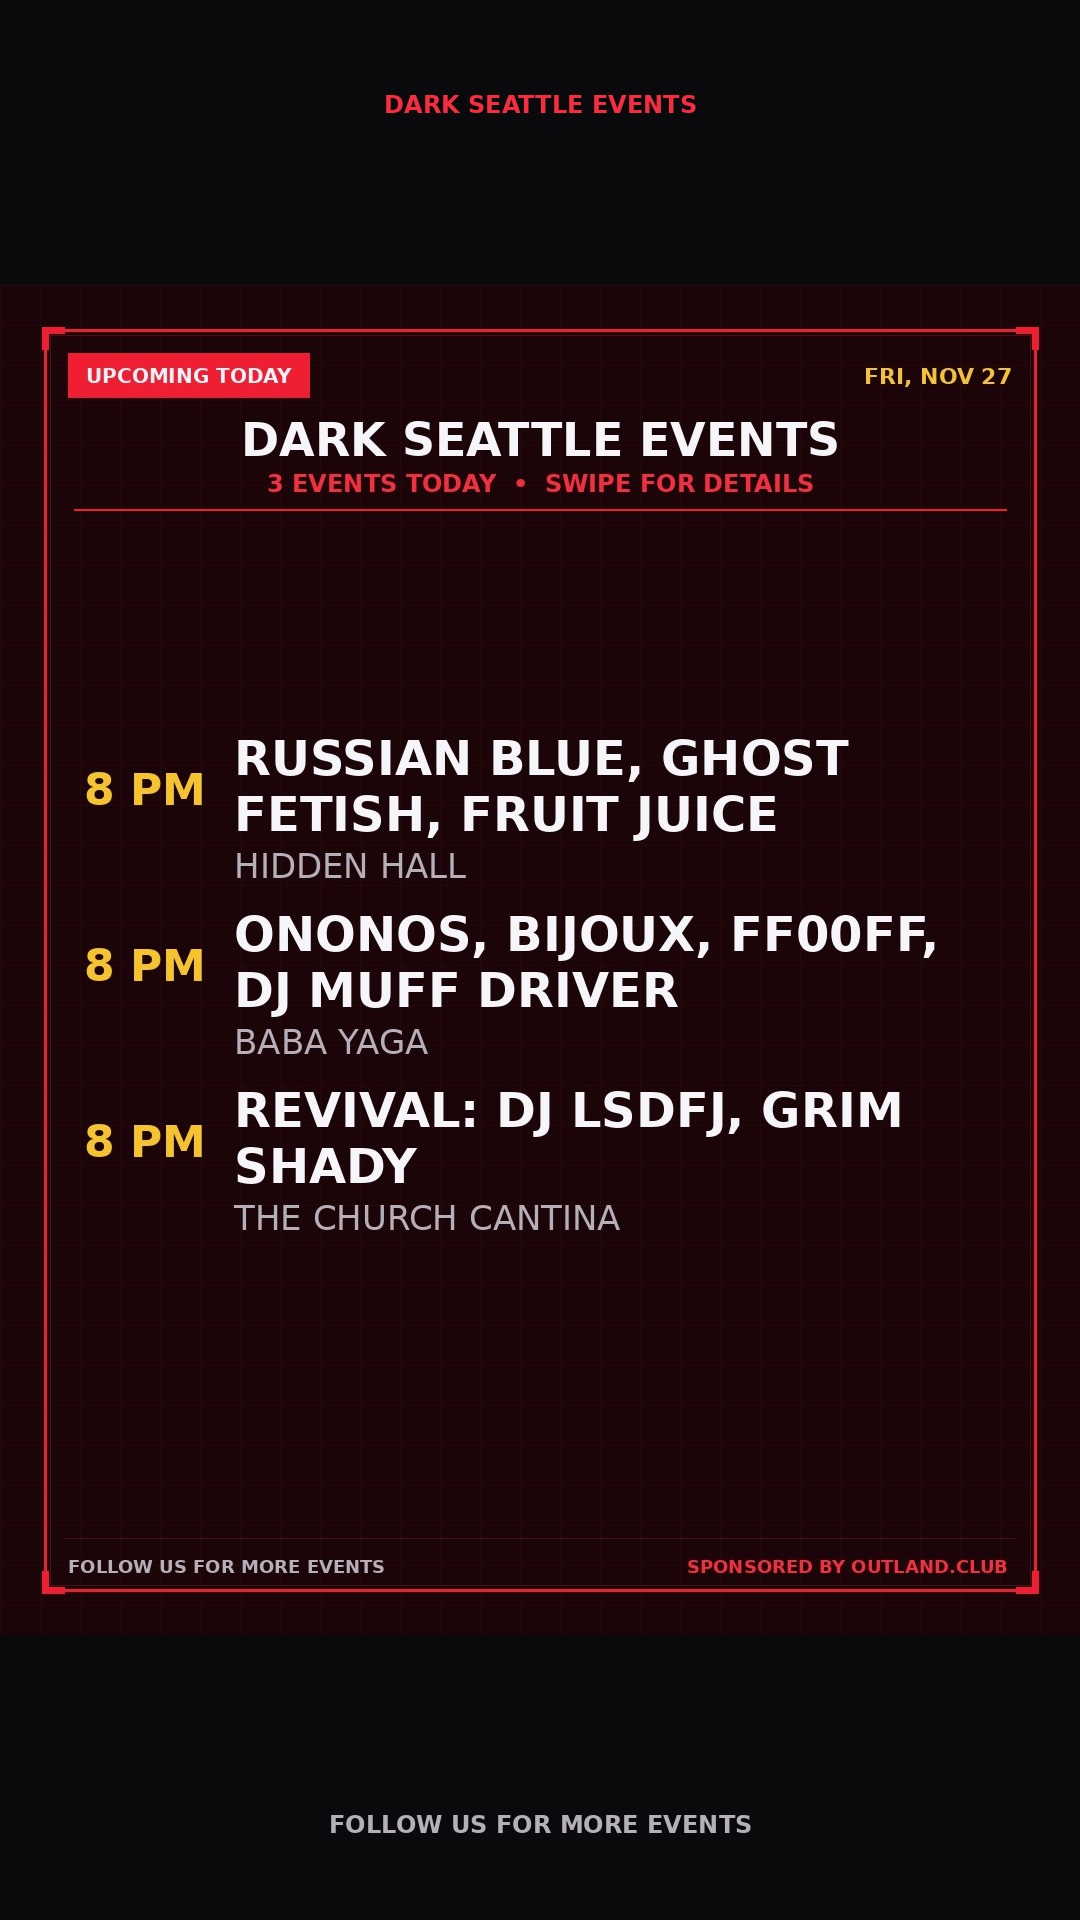 DARK SEATTLE EVENTS
UPCOMING TODAY
FRI, NOV 27
DARK SEATTLE EVENTS
3 EVENTS TODAY • SWIPE FOR DETAILS
8 PM
RUSSIAN BLUE, GHOST
FETISH, FRUIT JUICE
HIDDEN HALL
8 PM
ONONOS, BIJOUX, FF00FF,
DJ MUFF DRIVER
BABA YAGA
8 PM
REVIVAL: DJ LSDFJ, GRIM
SHADY
THE CHURCH CANTINA
FOLLOW US FOR MORE EVENTS
SPONSORED BY OUTLAND.CLUB
FOLLOW US FOR MORE EVENTS